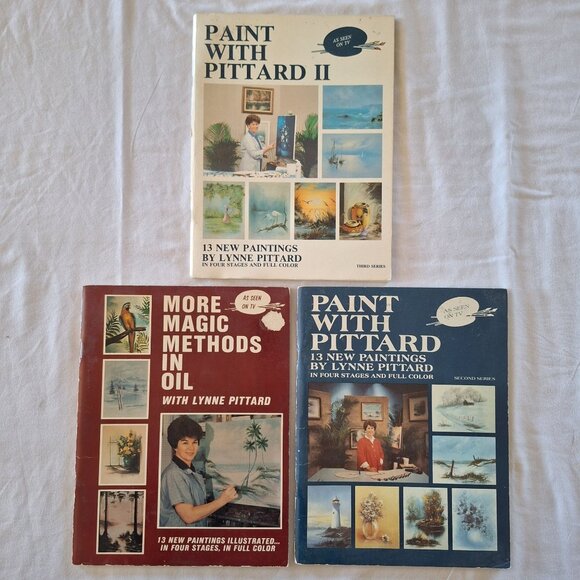 PAINT
WITH
PITTARD II
AS SEEN
ON TV
13 NEW PAINTINGS
BY LYNNE PITTARD
IN FOUR STAGES AND FULL COLOR
THIRD SERIES
MORE
MAGIC
METHODS
IN
OIL
AS SEEN
ON TV
WITH LYNNE PITTARD
13 NEW PAINTINGS ILLUSTRATED...
IN FOUR STAGES, IN FULL COLOR
PAINT
WITH
PITTARD
AS SEEN
ON TV
13 NEW PAINTINGS
BY LYNNE PITTARD
IN FOUR STAGES AND FULL COLOR
SECOND SERIES